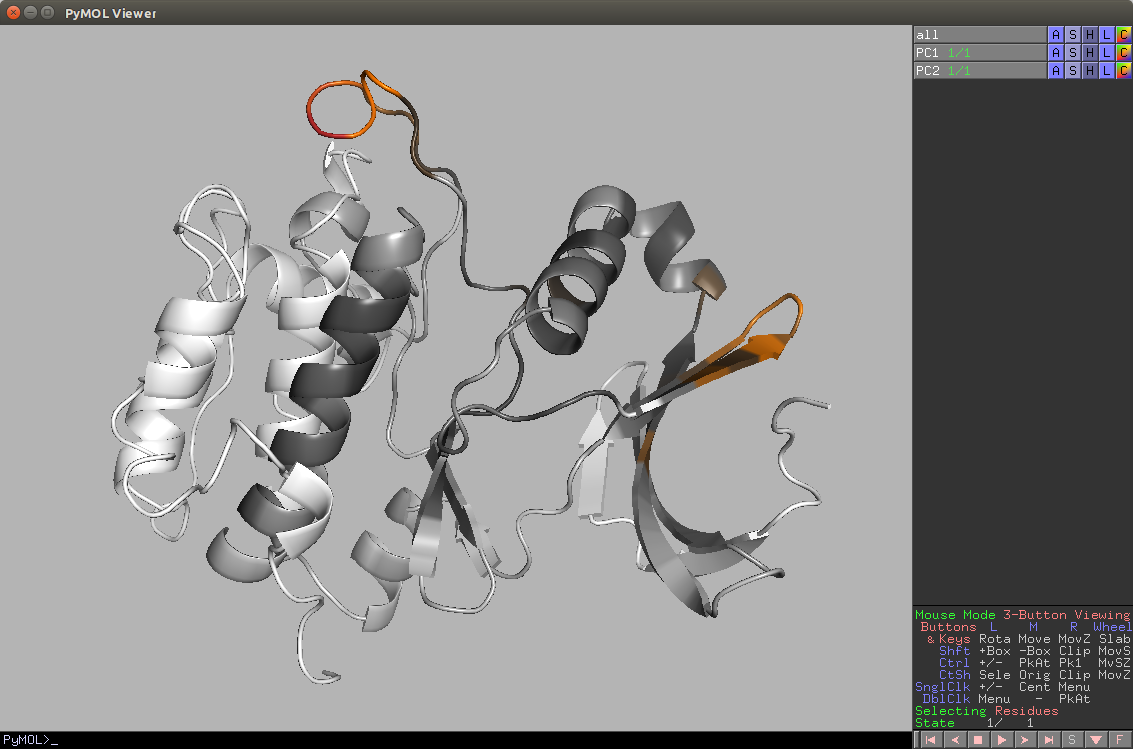 PyMOL Viewer
all A S H L C
PC1 1/1 A S H L C
PC2 1/1 A S H L C
Mouse Mode 3-Button Viewing
Buttons L M R Wheel
& Keys Rota Move MovZ Slab
Shft +Box -Box Clip MovS
Ctrl +/- PkAt Pk1 MvSZ
CtSh Sele Orig Clip MovZ
SnglClk +/- Cent Menu
DblClk Menu - PkAt
Selecting Residues
State 1/ 1
PyMOL>_ S F